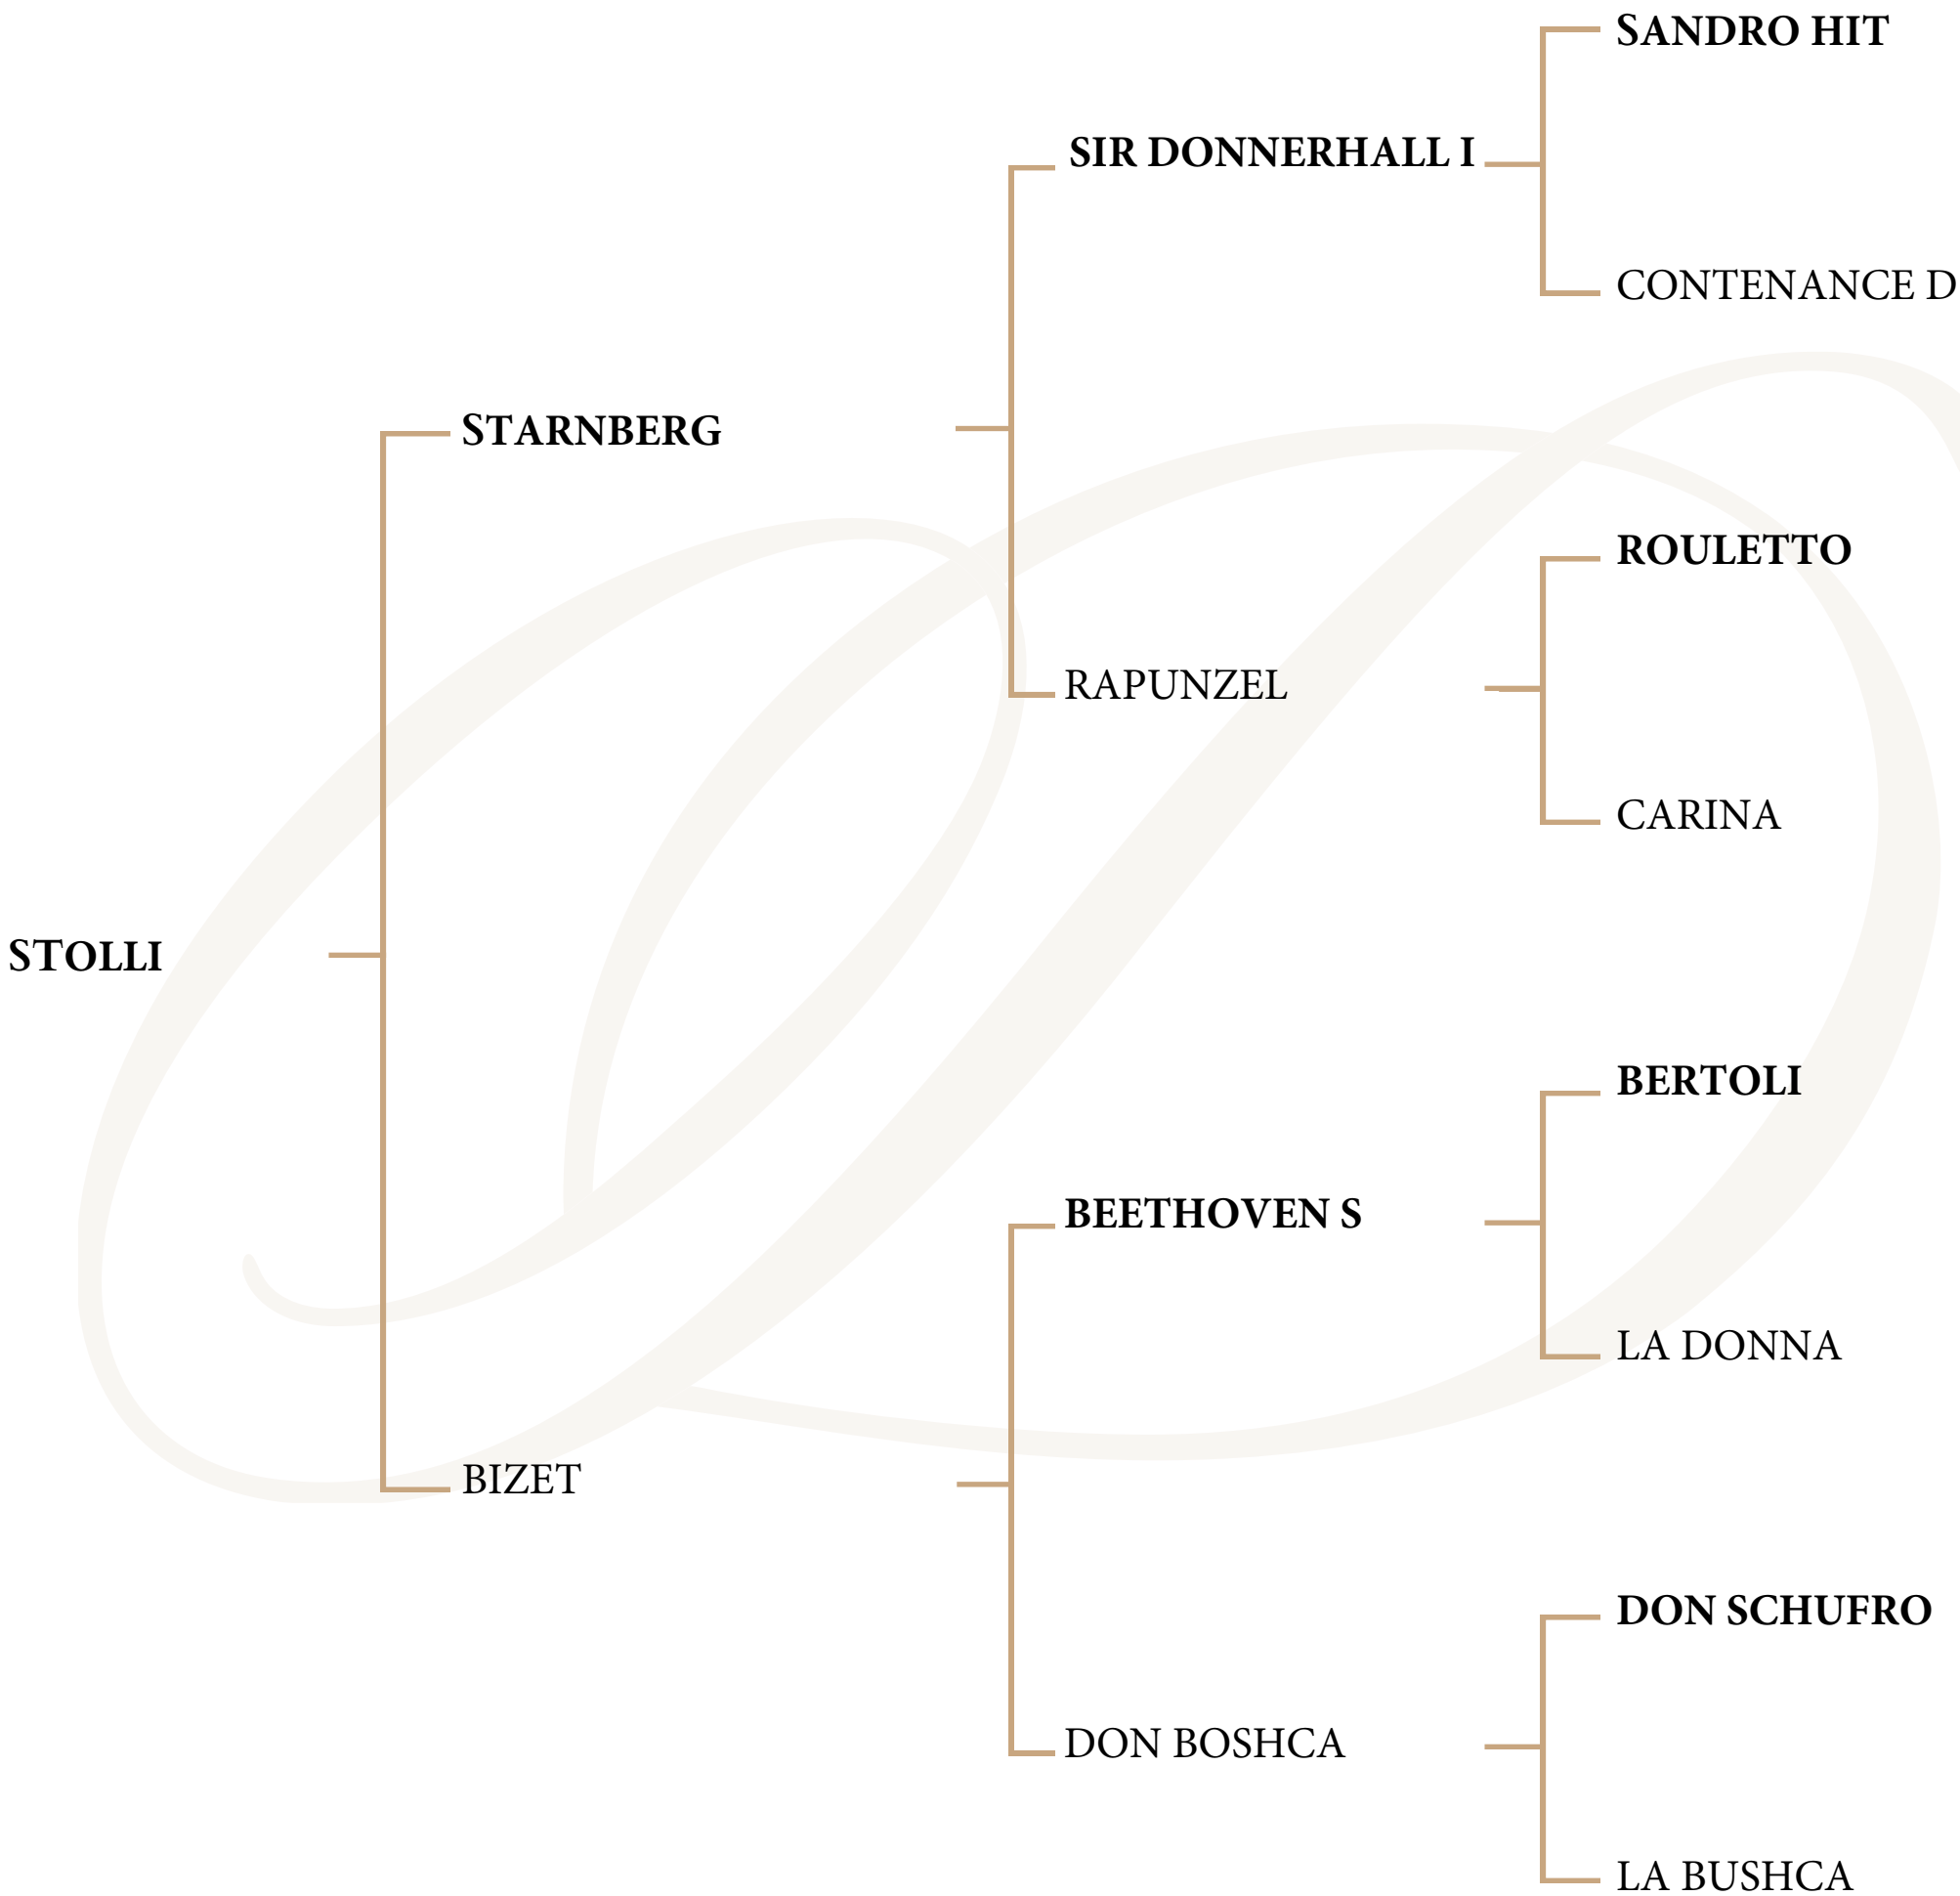 SANDRO HIT
SIR DONNERHALL I
CONTENANCE D
STARNBERG
ROULETTO
RAPUNZEL
CARINA
STOLLI
BERTOLI
BEETHOVEN S
LA DONNA
BIZET
DON SCHUFRO
DON BOSHCA
LA BUSHCA